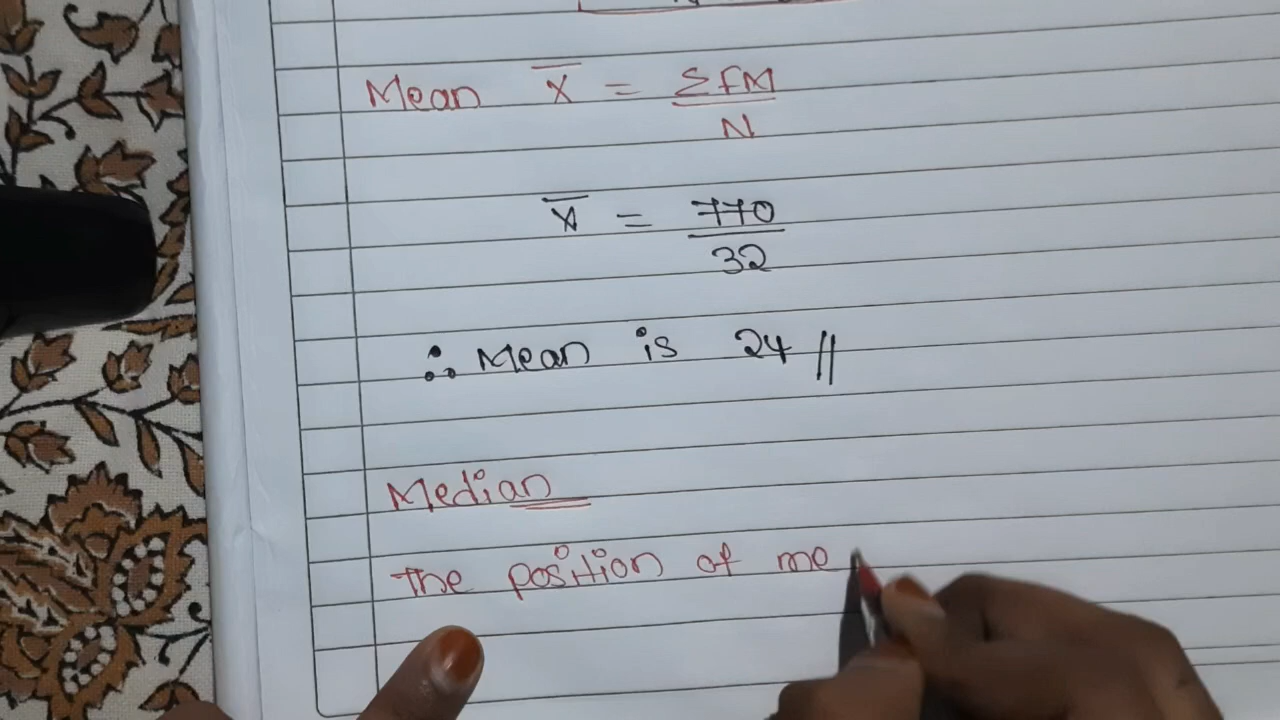 Mean X̄ = ΣfM
N
X̄ = 770
32
∴ Mean is 24 //
Median
The position of me